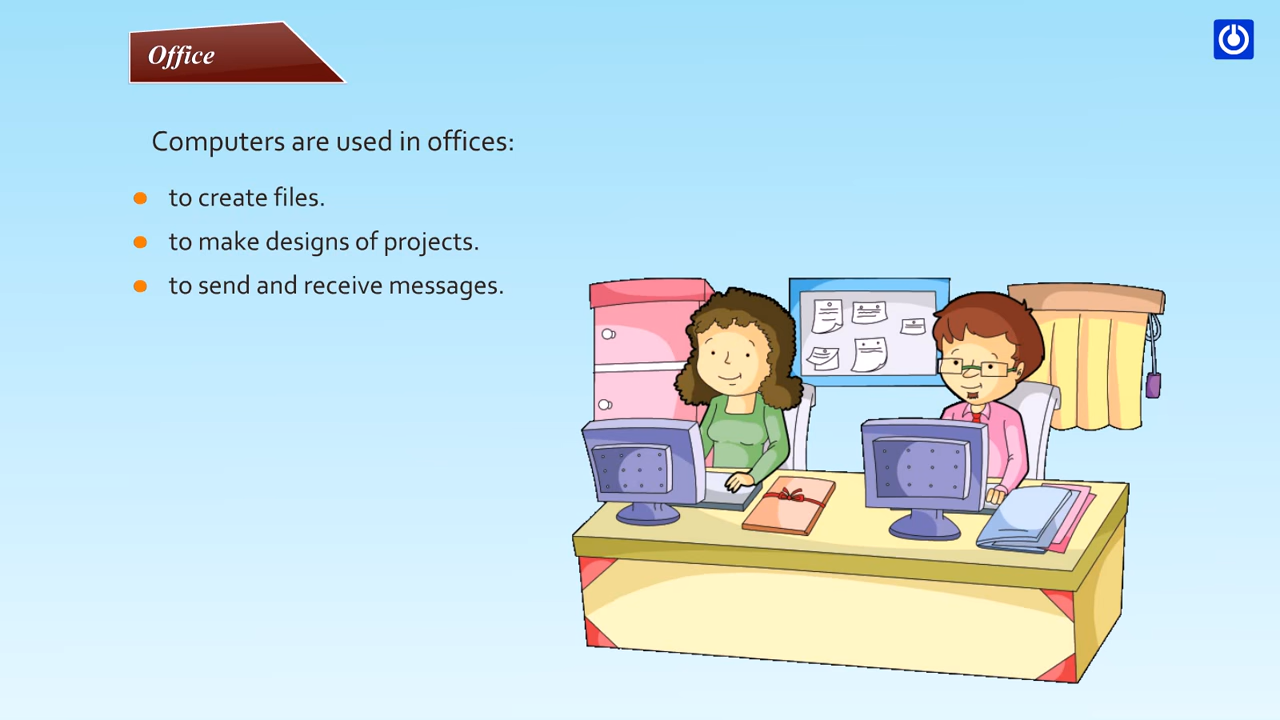 Office
Computers are used in offices:
to create files.
to make designs of projects.
to send and receive messages.